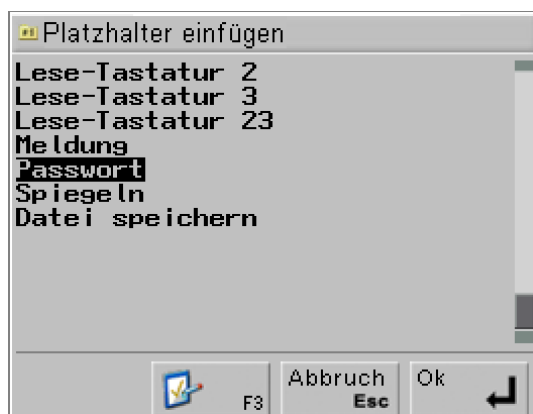 Platzhalter einfügen
Lese-Tastatur 2
Lese-Tastatur 3
Lese-Tastatur 23
Meldung
Passwort
Spiegeln
Datei speichern
F3
Abbruch
Esc
Ok